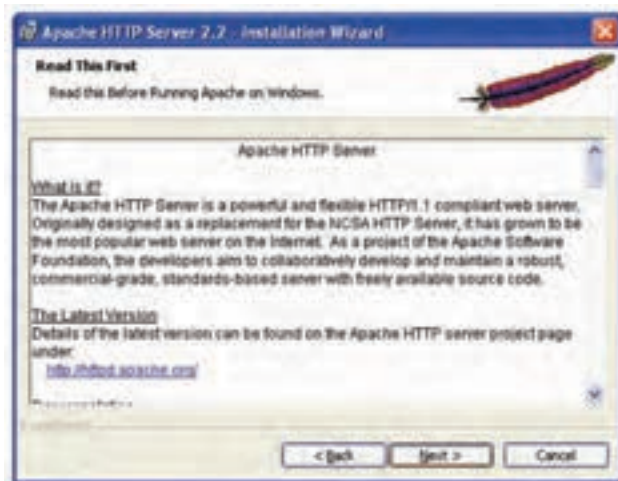 Apache HTTP Server 2.2 - Installation Wizard
Read This First
Read this Before Running Apache on Windows.
Apache HTTP Server
What is it?
The Apache HTTP Server is a powerful and flexible HTTP/1.1 compliant web server.
Originally designed as a replacement for the NCSA HTTP Server, it has grown to be
the most popular web server on the Internet. As a project of the Apache Software
Foundation, the developers aim to collaboratively develop and maintain a robust,
commercial-grade, standards-based server with freely available source code.
The Latest Version
Details of the latest version can be found on the Apache HTTP server project page
under:
http://httpd.apache.org/
< Back
Next >
Cancel